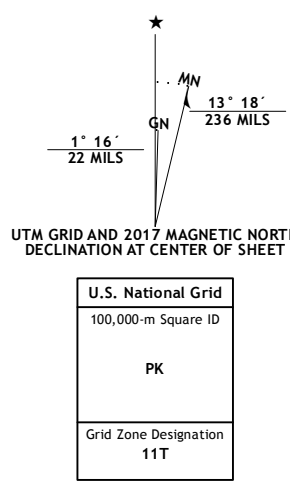 ★
MN
GN
13° 18´
236 MILS
1° 16´
22 MILS
UTM GRID AND 2017 MAGNETIC NORTH
DECLINATION AT CENTER OF SHEET
U.S. National Grid
100,000-m Square ID
PK
Grid Zone Designation
11T